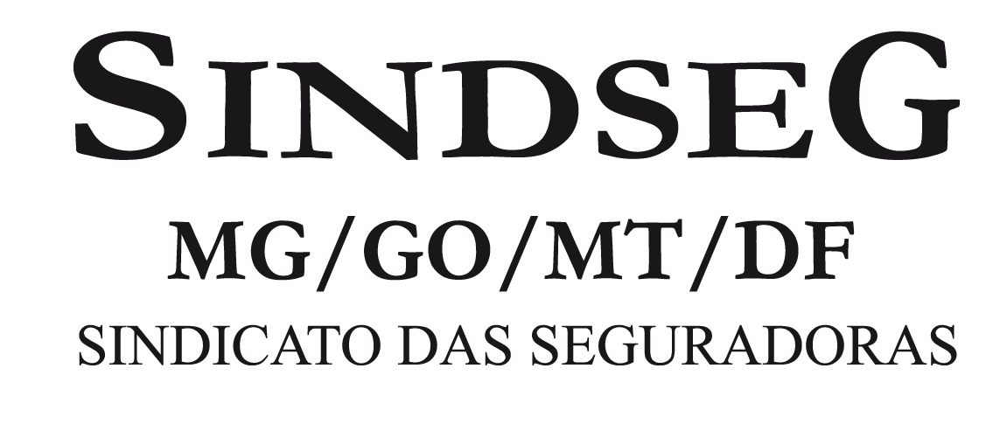 SINDSEG
MG/GO/MT/DF
SINDICATO DAS SEGURADORAS